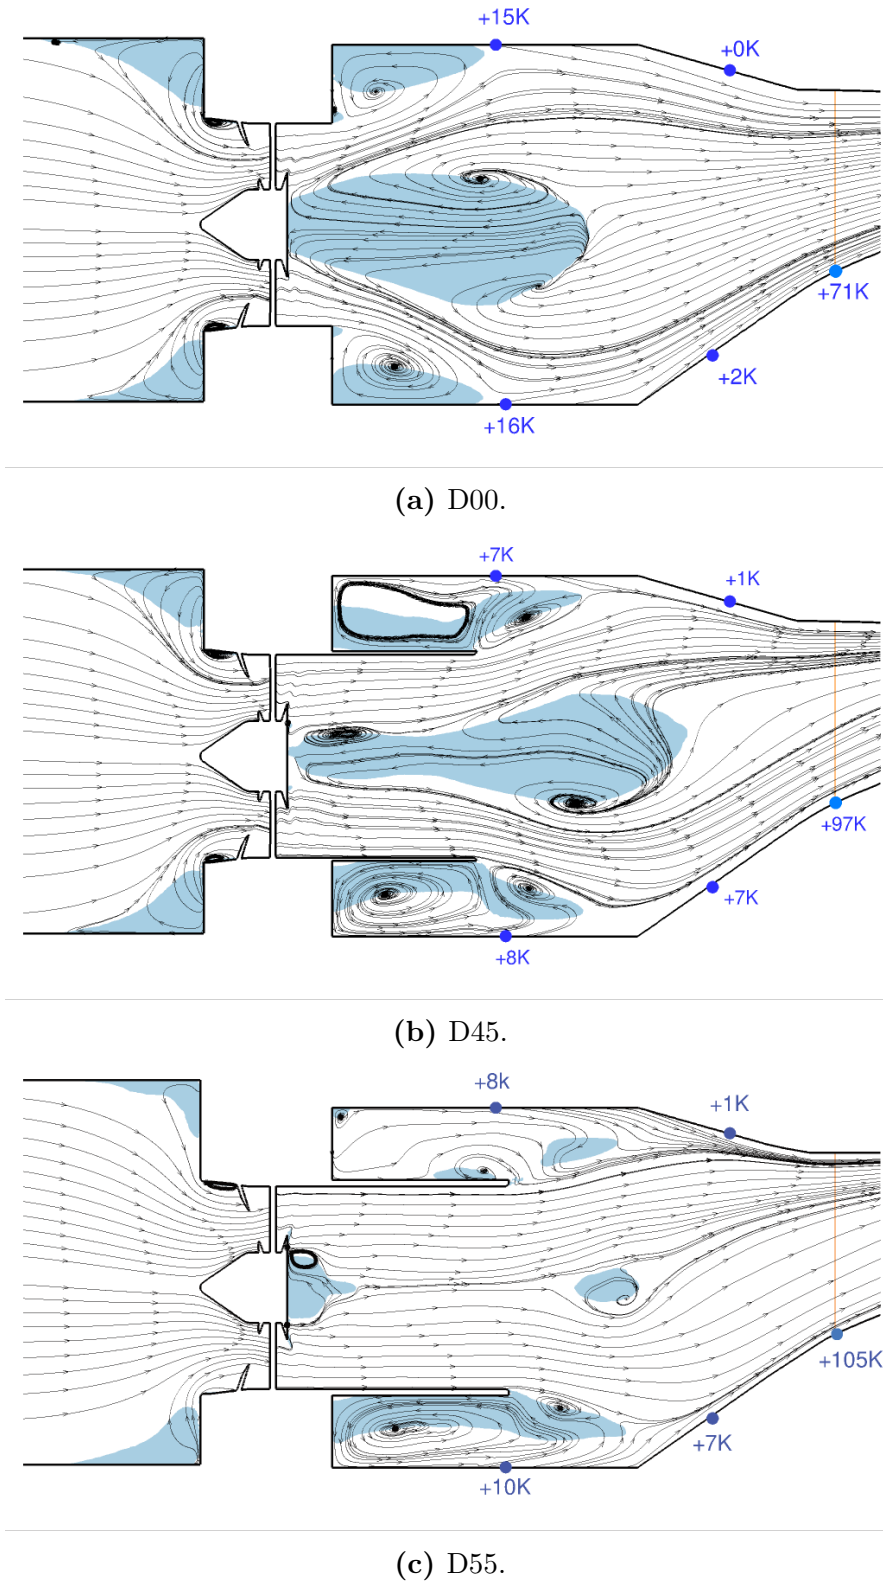 +15K
+0K
+71K
+2K
+16K
(a) D00.
+7K
+1K
+97K
+7K
+8K
(b) D45.
+8k
+1K
+105K
+7K
+10K
(c) D55.